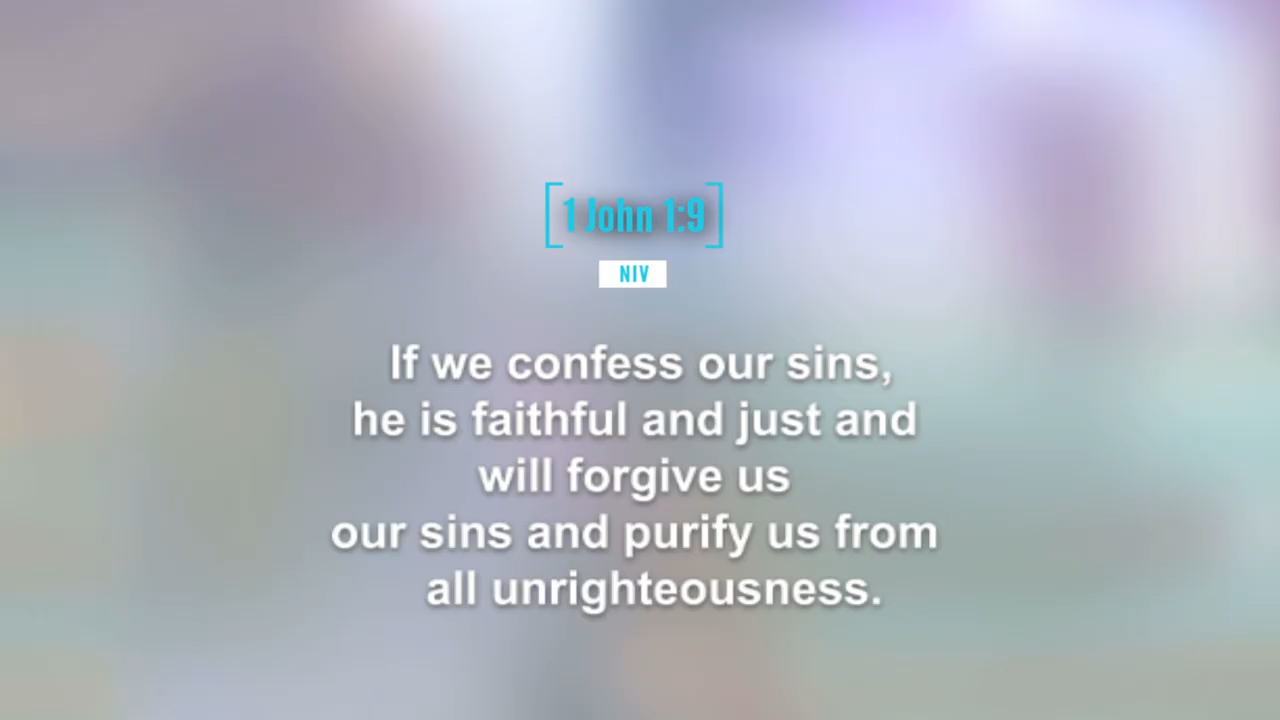 [1 John 1:9]
NIV
If we confess our sins,
he is faithful and just and
will forgive us
our sins and purify us from
all unrighteousness.